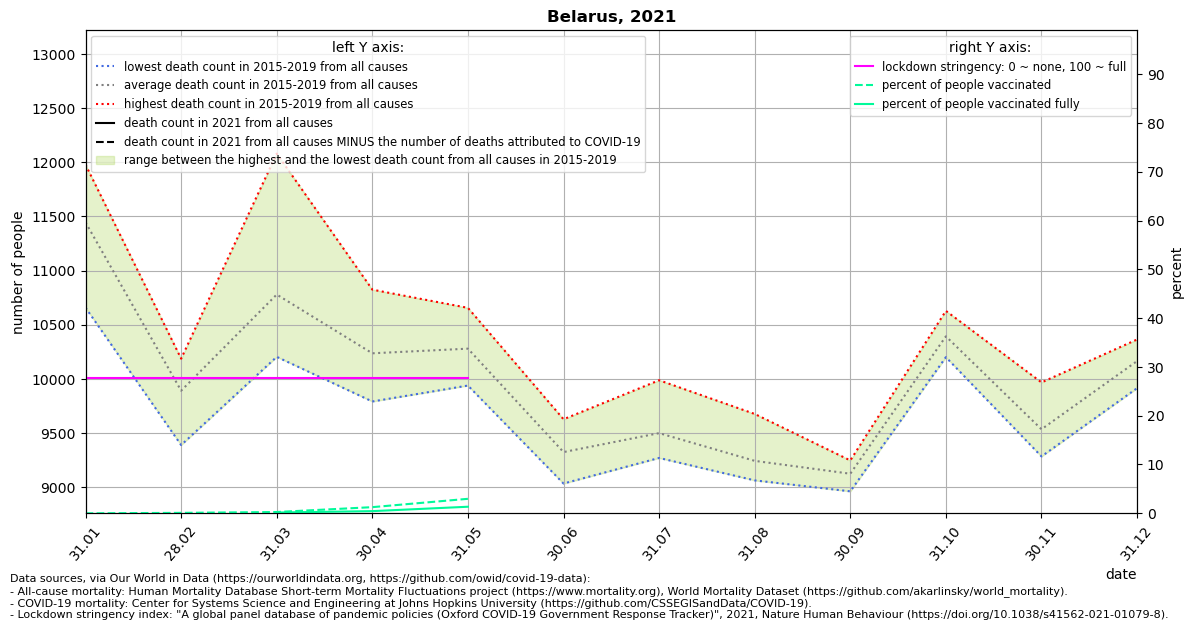 Belarus, 2021
left Y axis:
lowest death count in 2015-2019 from all causes
average death count in 2015-2019 from all causes
highest death count in 2015-2019 from all causes
death count in 2021 from all causes
death count in 2021 from all causes MINUS the number of deaths attributed to COVID-19
range between the highest and the lowest death count from all causes in 2015-2019
right Y axis:
lockdown stringency: 0 ~ none, 100 ~ full
percent of people vaccinated
percent of people vaccinated fully
number of people
13000
12500
12000
11500
11000
10500
10000
9500
9000
percent
90
80
70
60
50
40
30
20
10
0
31.01
28.02
31.03
30.04
31.05
30.06
31.07
31.08
30.09
31.10
30.11
31.12
date
Data sources, via Our World in Data (https://ourworldindata.org, https://github.com/owid/covid-19-data):
- All-cause mortality: Human Mortality Database Short-term Mortality Fluctuations project (https://www.mortality.org), World Mortality Dataset (https://github.com/akarlinsky/world_mortality).
- COVID-19 mortality: Center for Systems Science and Engineering at Johns Hopkins University (https://github.com/CSSEGISandData/COVID-19).
- Lockdown stringency index: "A global panel database of pandemic policies (Oxford COVID-19 Government Response Tracker)", 2021, Nature Human Behaviour (https://doi.org/10.1038/s41562-021-01079-8).